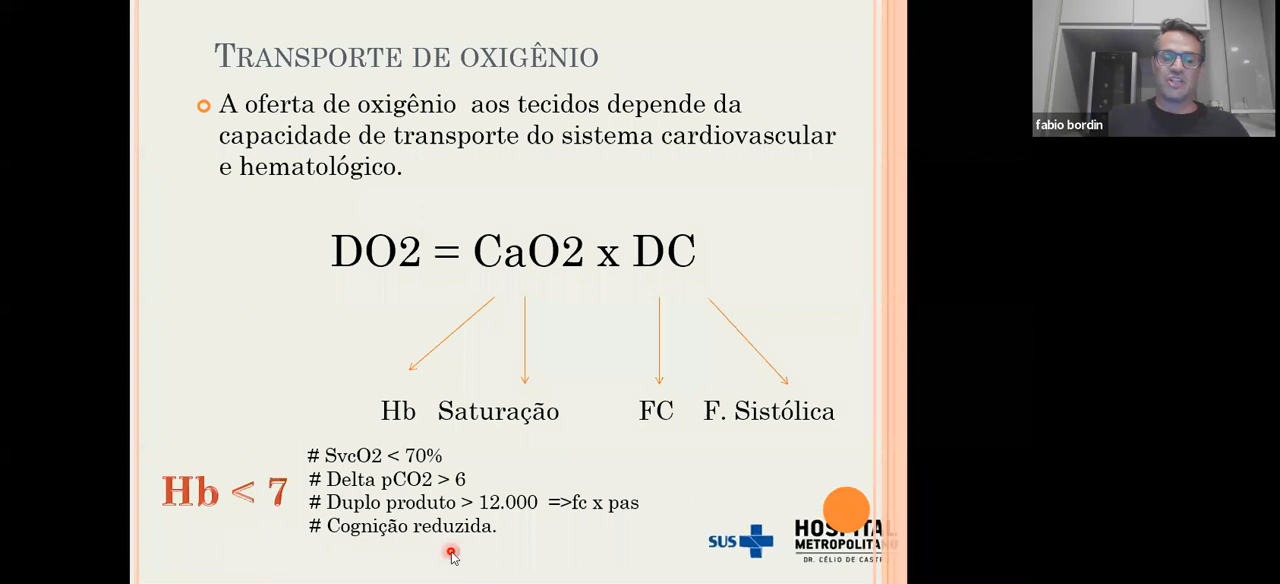 TRANSPORTE DE OXIGÊNIO
A oferta de oxigênio aos tecidos depende da
capacidade de transporte do sistema cardiovascular
e hematológico.
DO2 = CaO2 x DC
Hb Saturação FC F. Sistólica
# SvcO2 < 70%
# Delta pCO2 > 6
Hb < 7
# Duplo produto > 12.000 =>fc x pas
# Cognição reduzida.
SUS
HOSPITAL
METROPOLITANO
DR. CÉLIO DE CASTRO
fabio bordin